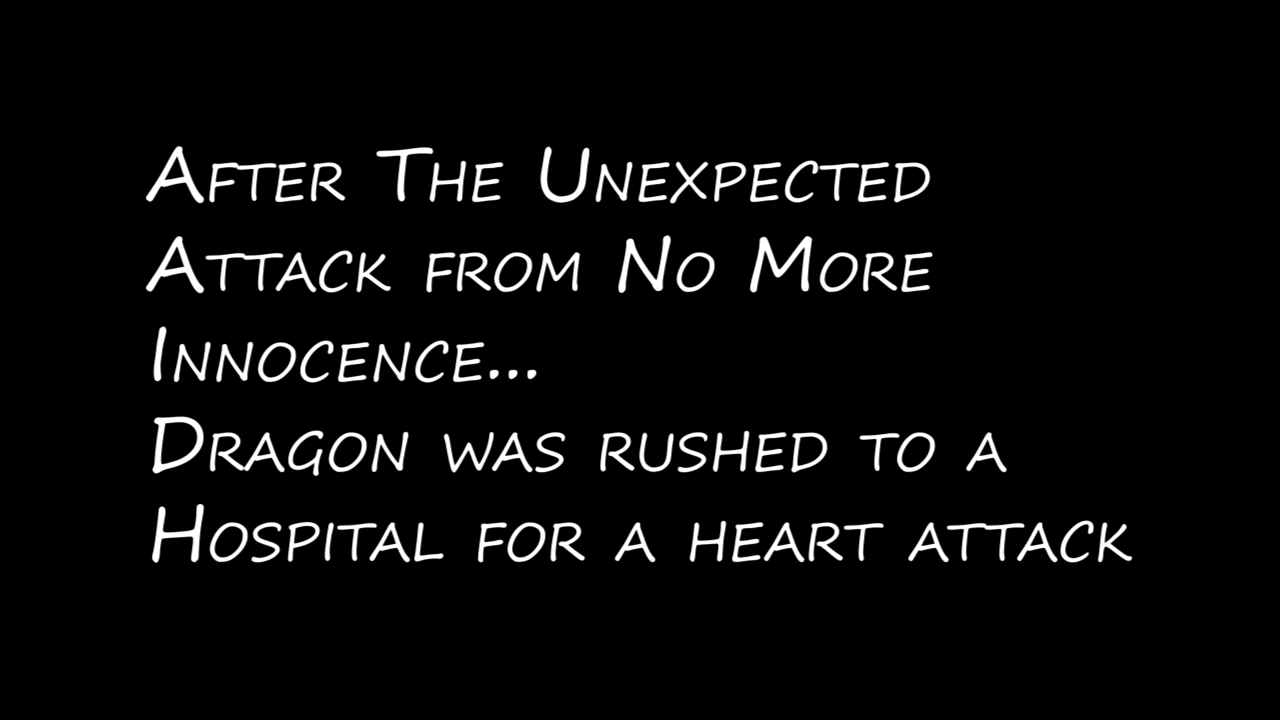 After The Unexpected
Attack from No More
Innocence...
Dragon was rushed to a
Hospital for a heart attack